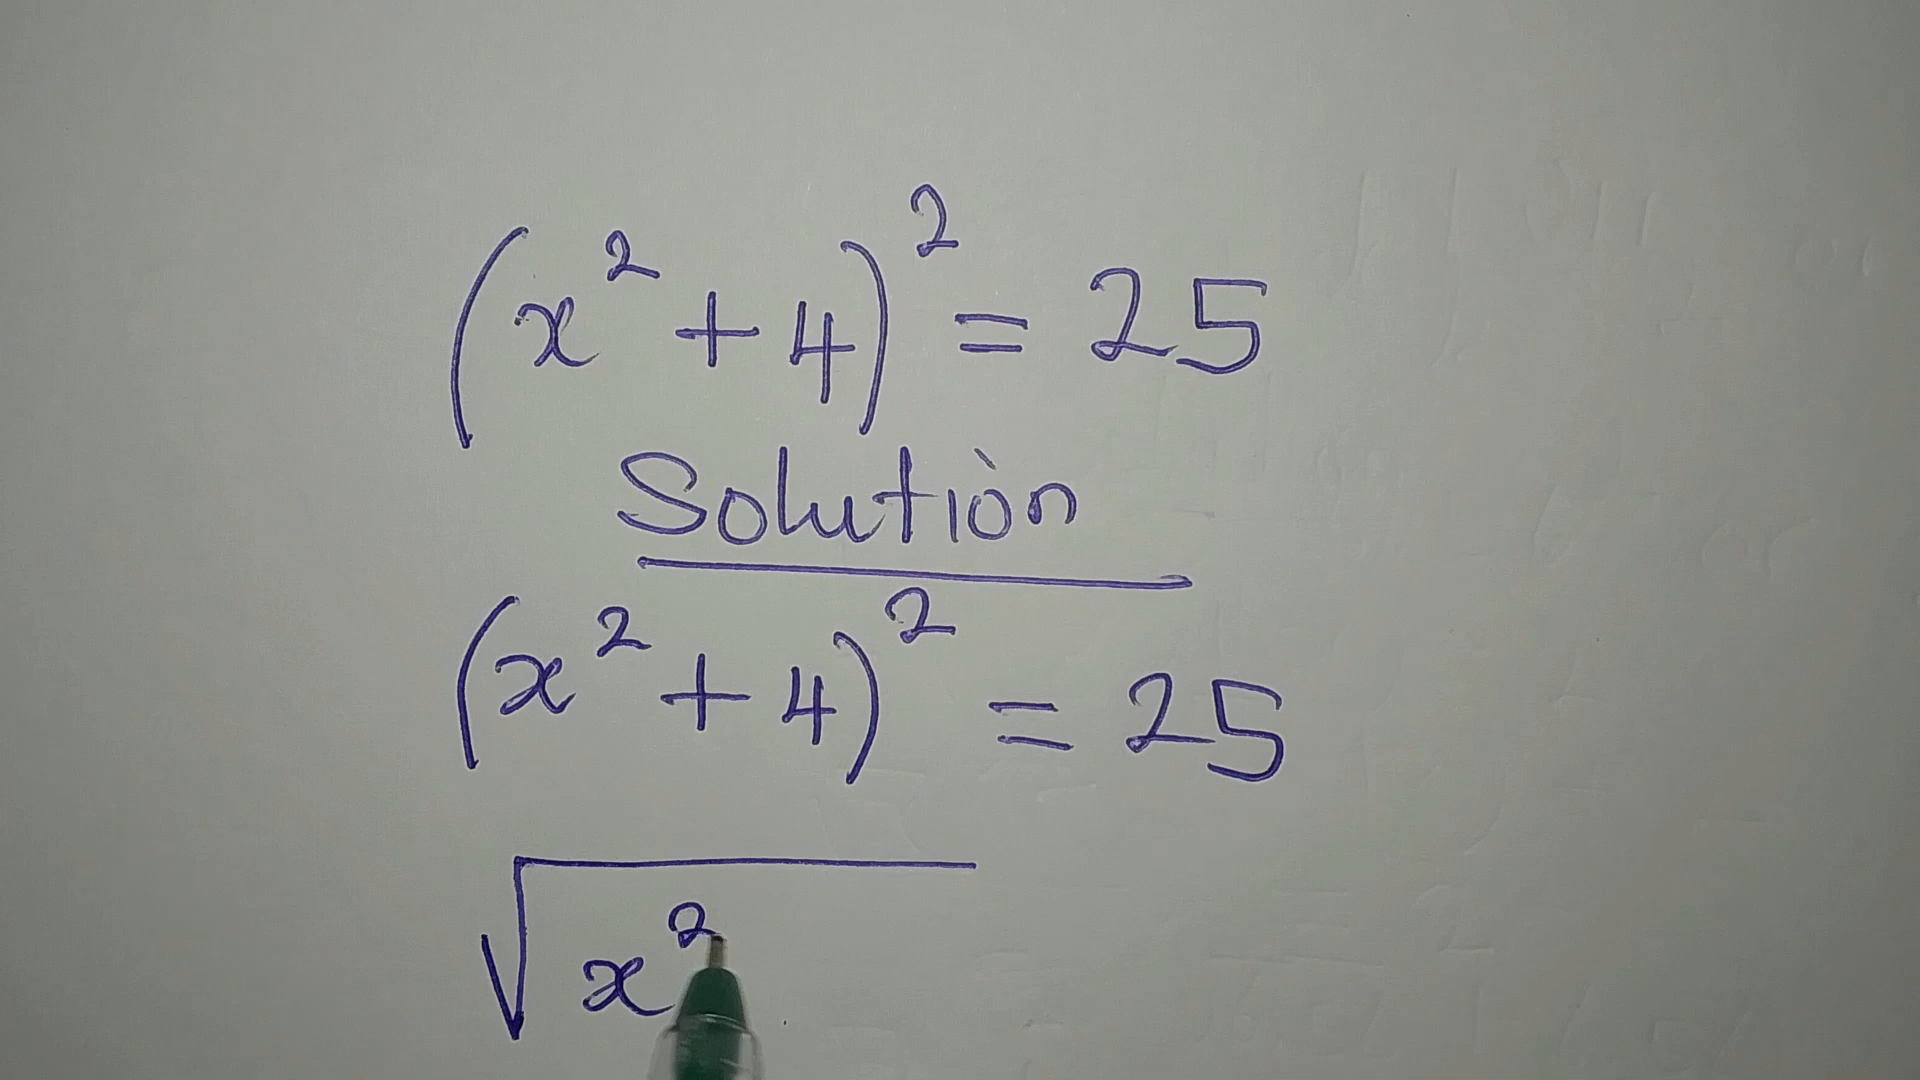 (x² + 4)² = 25
Solution
(x² + 4)² = 25
√x²